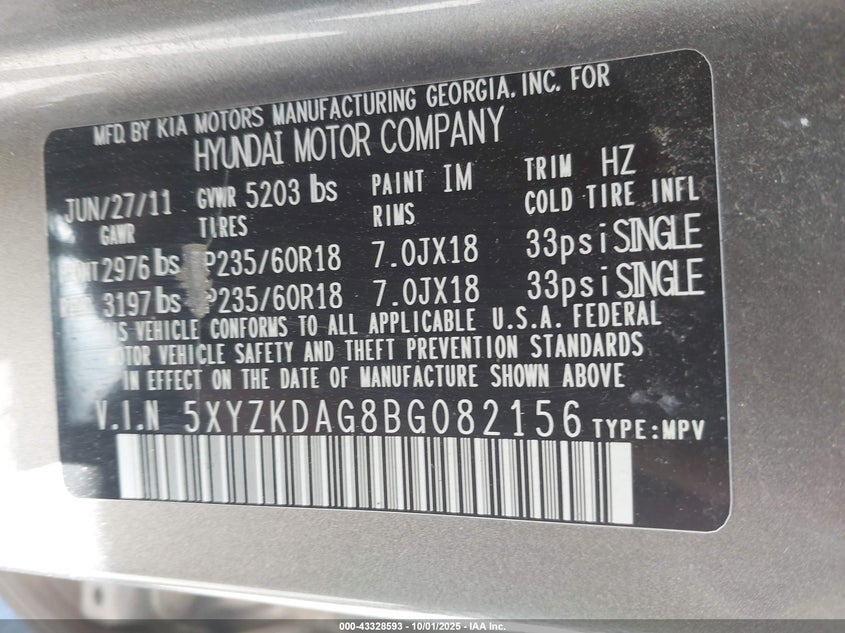 MFD. BY KIA MOTORS MANUFACTURING GEORGIA, INC. FOR
HYUNDAI MOTOR COMPANY
JUN/27/11 GVWR 5203 lbs PAINT IM TRIM HZ
GAWR TIRES RIMS COLD TIRE INFL
2976 lbs P235/60R18 7.0JX18 33psi SINGLE
3197 lbs P235/60R18 7.0JX18 33psi SINGLE
VEHICLE CONFORMS TO ALL APPLICABLE U.S.A. FEDERAL
MOTOR VEHICLE SAFETY AND THEFT PREVENTION STANDARDS
IN EFFECT ON THE DATE OF MANUFACTURE SHOWN ABOVE
V.I.N 5XYZKDAG8BG082156 TYPE:MPV
000-43328593 • 10/01/2025 • IAA Inc.